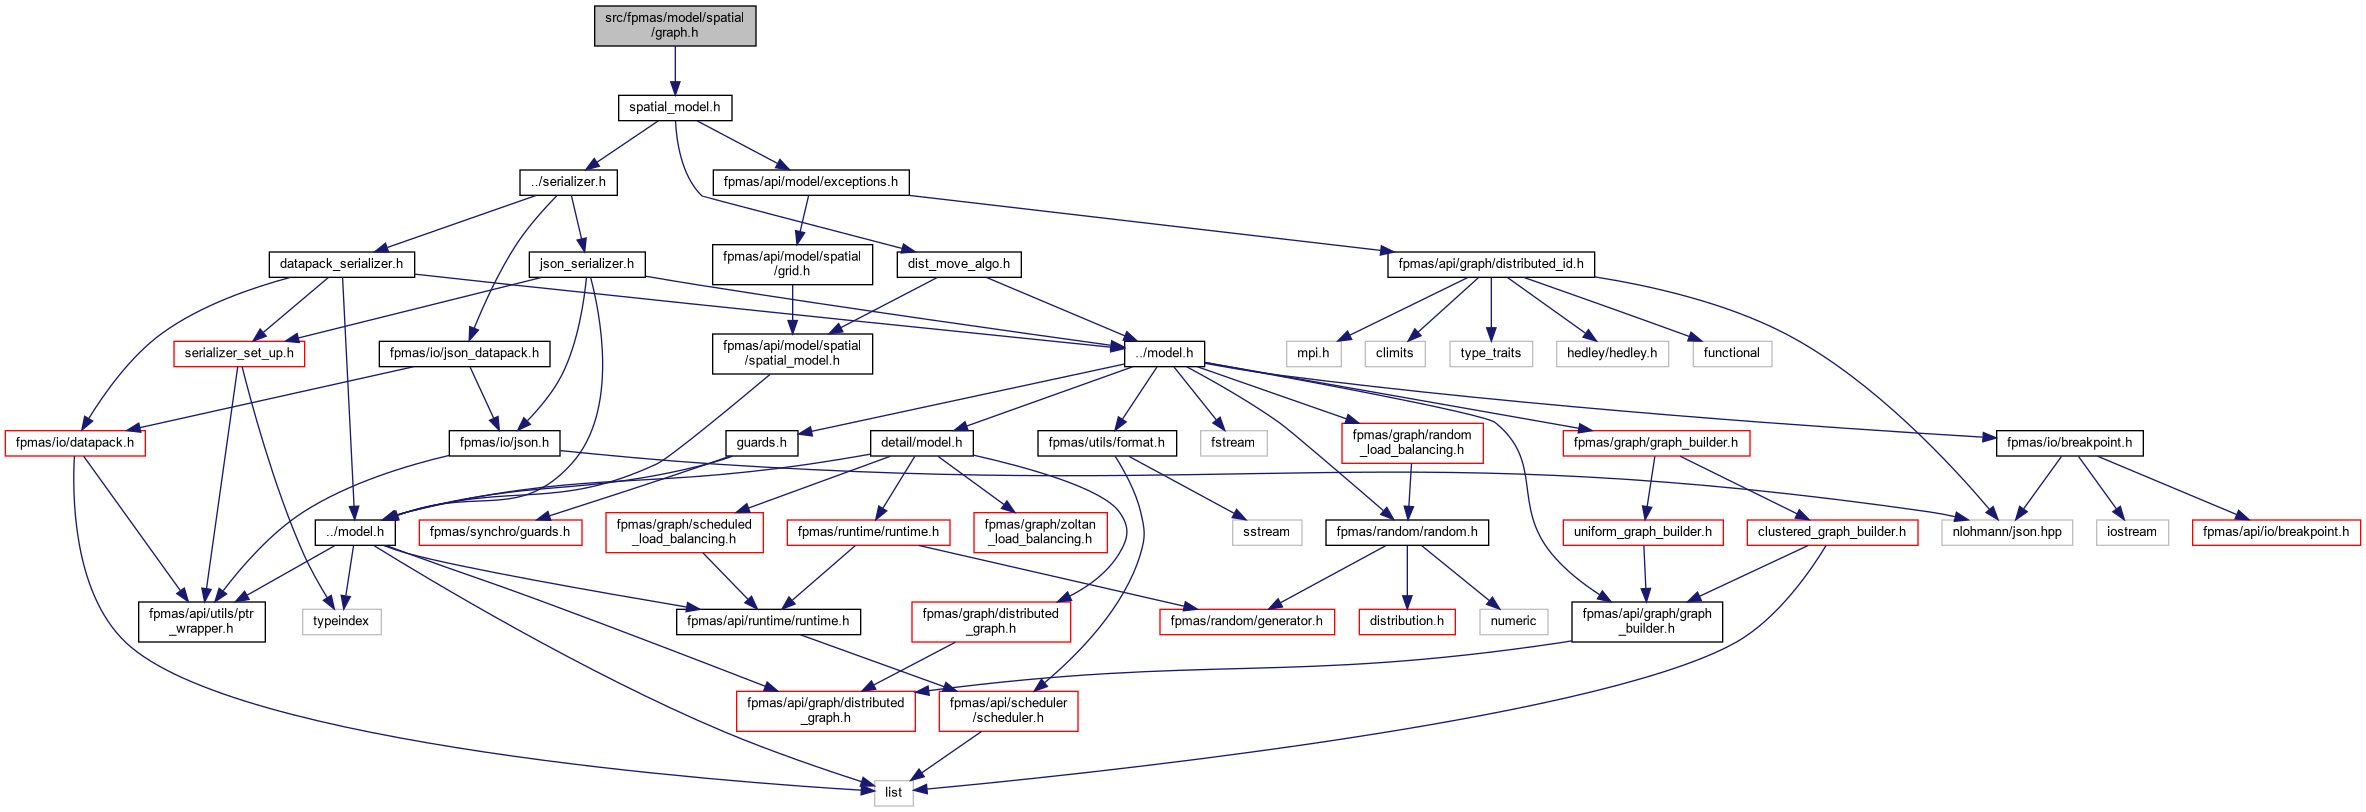 src/fpmas/model/spatial
/graph.h
spatial_model.h
../serializer.h
fpmas/api/model/exceptions.h
datapack_serializer.h
json_serializer.h
fpmas/api/model/spatial
/grid.h
dist_move_algo.h
fpmas/api/graph/distributed_id.h
serializer_set_up.h
fpmas/io/json_datapack.h
fpmas/api/model/spatial
/spatial_model.h
../model.h
mpi.h
climits
type_traits
hedley/hedley.h
functional
fpmas/io/datapack.h
fpmas/io/json.h
guards.h
detail/model.h
fpmas/utils/format.h
fstream
fpmas/graph/random
_load_balancing.h
fpmas/graph/graph_builder.h
fpmas/io/breakpoint.h
../model.h
fpmas/synchro/guards.h
fpmas/graph/scheduled
_load_balancing.h
fpmas/runtime/runtime.h
fpmas/graph/zoltan
_load_balancing.h
sstream
fpmas/random/random.h
uniform_graph_builder.h
clustered_graph_builder.h
nlohmann/json.hpp
iostream
fpmas/api/io/breakpoint.h
fpmas/api/utils/ptr
_wrapper.h
typeindex
fpmas/api/runtime/runtime.h
fpmas/graph/distributed
_graph.h
fpmas/random/generator.h
distribution.h
numeric
fpmas/api/graph/graph
_builder.h
fpmas/api/graph/distributed
_graph.h
fpmas/api/scheduler
/scheduler.h
list